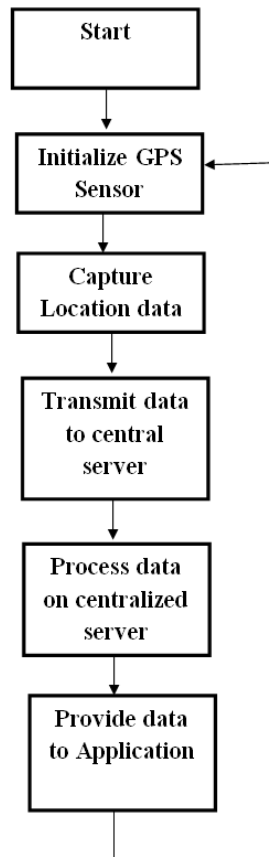 Start
Initialize GPS
Sensor
Capture
Location data
Transmit data
to central
server
Process data
on centralized
server
Provide data
to Application